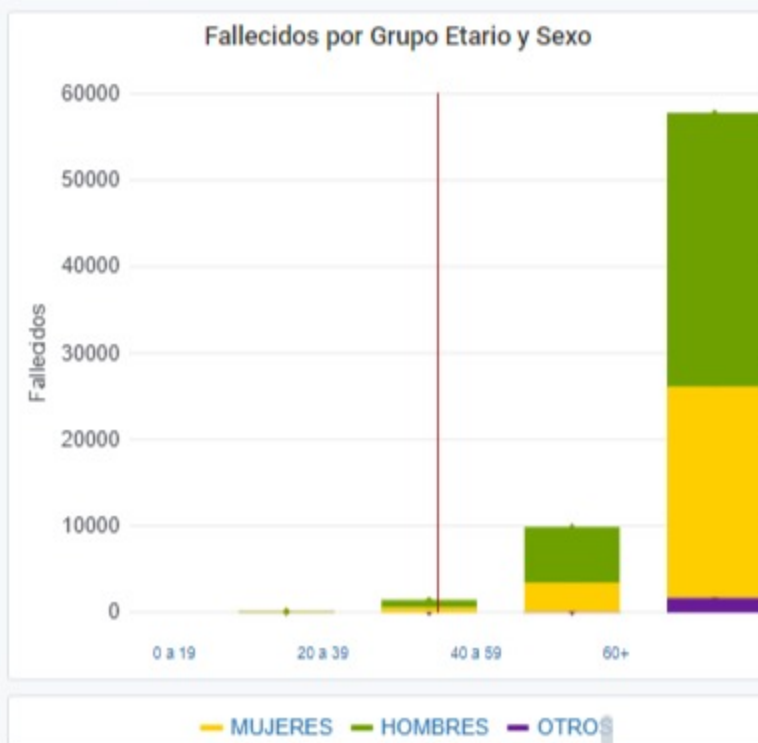 Fallecidos por Grupo Etario y Sexo
60000
50000
40000
30000
20000
10000
0
Fallecidos
0 a 19 20 a 39 40 a 59 60+
MUJERES HOMBRES OTROS